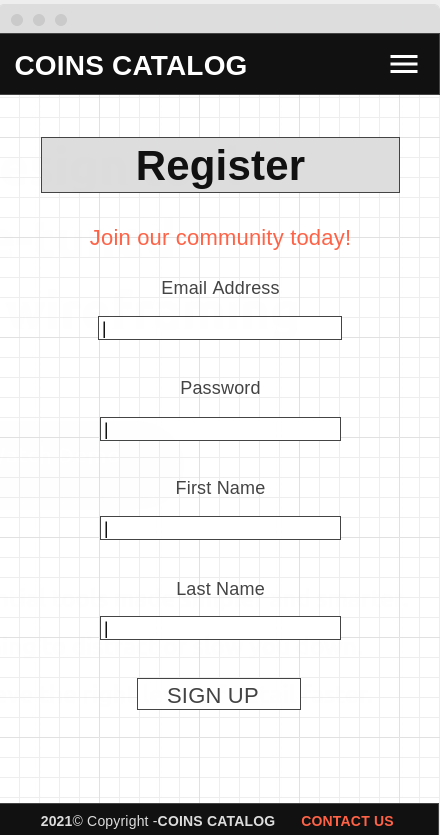 COINS CATALOG
Register
Join our community today!
Email Address
Password
First Name
Last Name
SIGN UP
2021© Copyright -COINS CATALOG CONTACT US